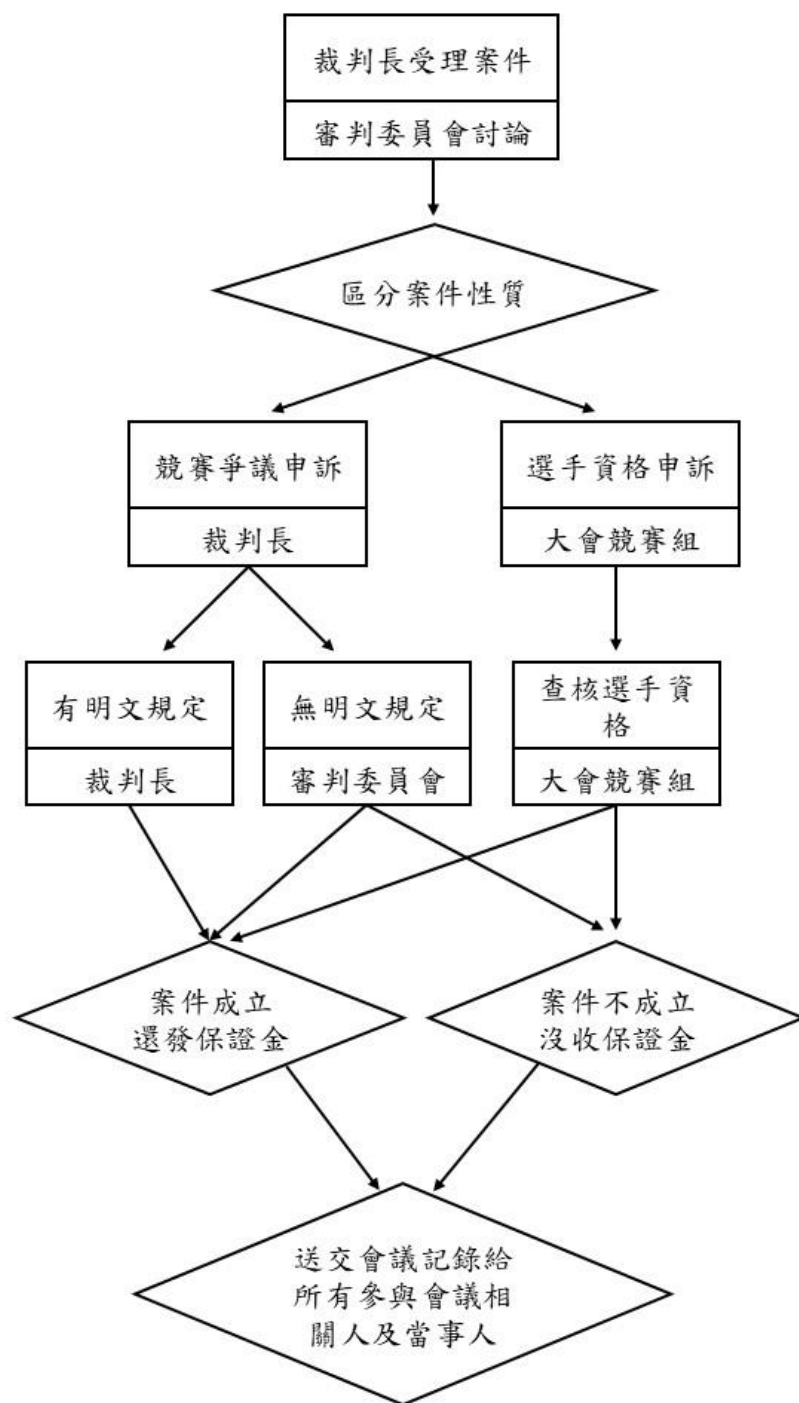 裁判長受理案件
審判委員會討論
區分案件性質
競賽爭議申訴
裁判長
選手資格申訴
大會競賽組
有明文規定
裁判長
無明文規定
審判委員會
查核選手資
格
大會競賽組
案件成立
還發保證金
案件不成立
沒收保證金
送交會議記錄給
所有參與會議相
關人及當事人